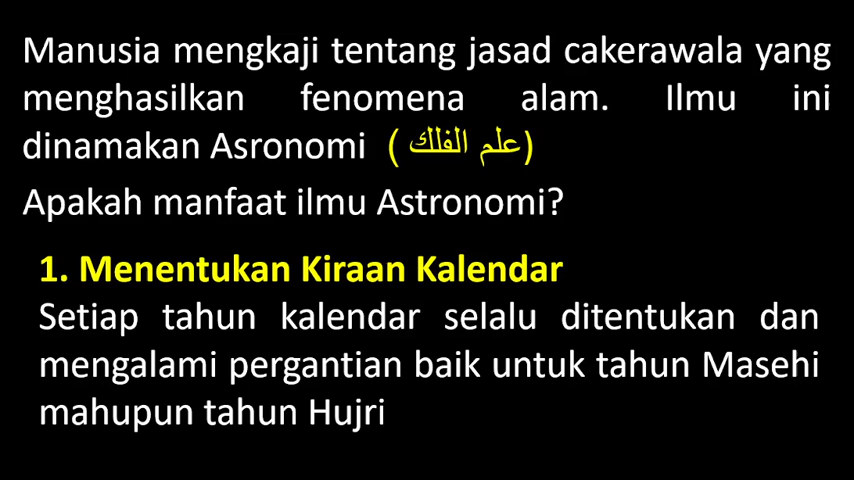 Manusia mengkaji tentang jasad cakerawala yang
menghasilkan fenomena alam. Ilmu ini
dinamakan Asronomi (علم الفلك)
Apakah manfaat ilmu Astronomi?
1. Menentukan Kiraan Kalendar
Setiap tahun kalendar selalu ditentukan dan
mengalami pergantian baik untuk tahun Masehi
mahupun tahun Hujri